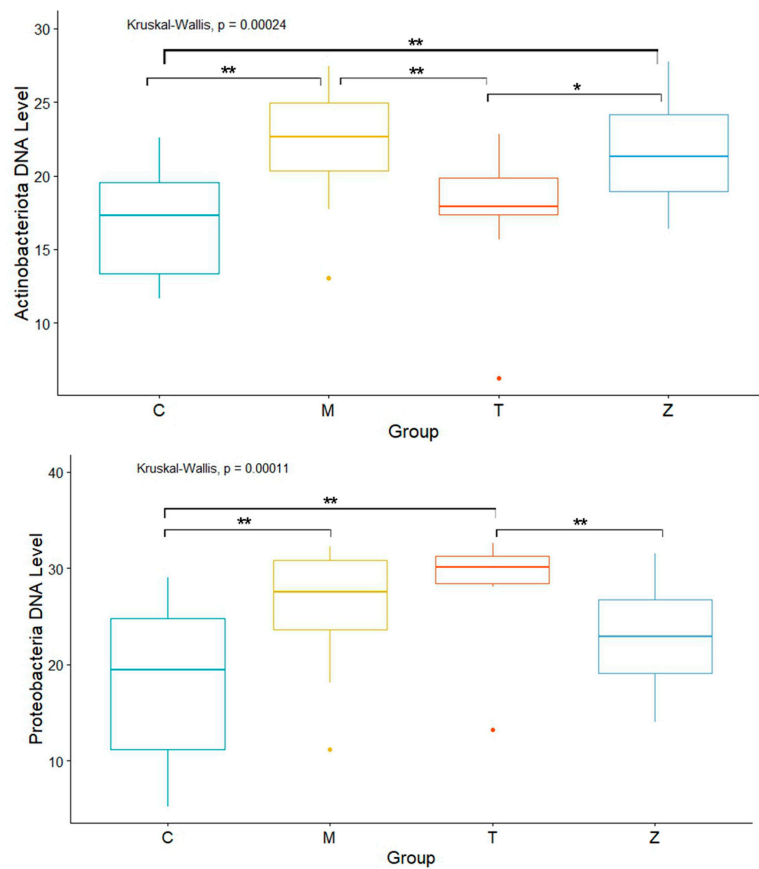 Kruskal-Wallis, p = 0.00024
**
** **
*
30
25
20
15
10
Actinobacteriota DNA Level
C M T Z
Group
Kruskal-Wallis, p = 0.00011
**
** **
40
30
20
10
Proteobacteria DNA Level
C M T Z
Group